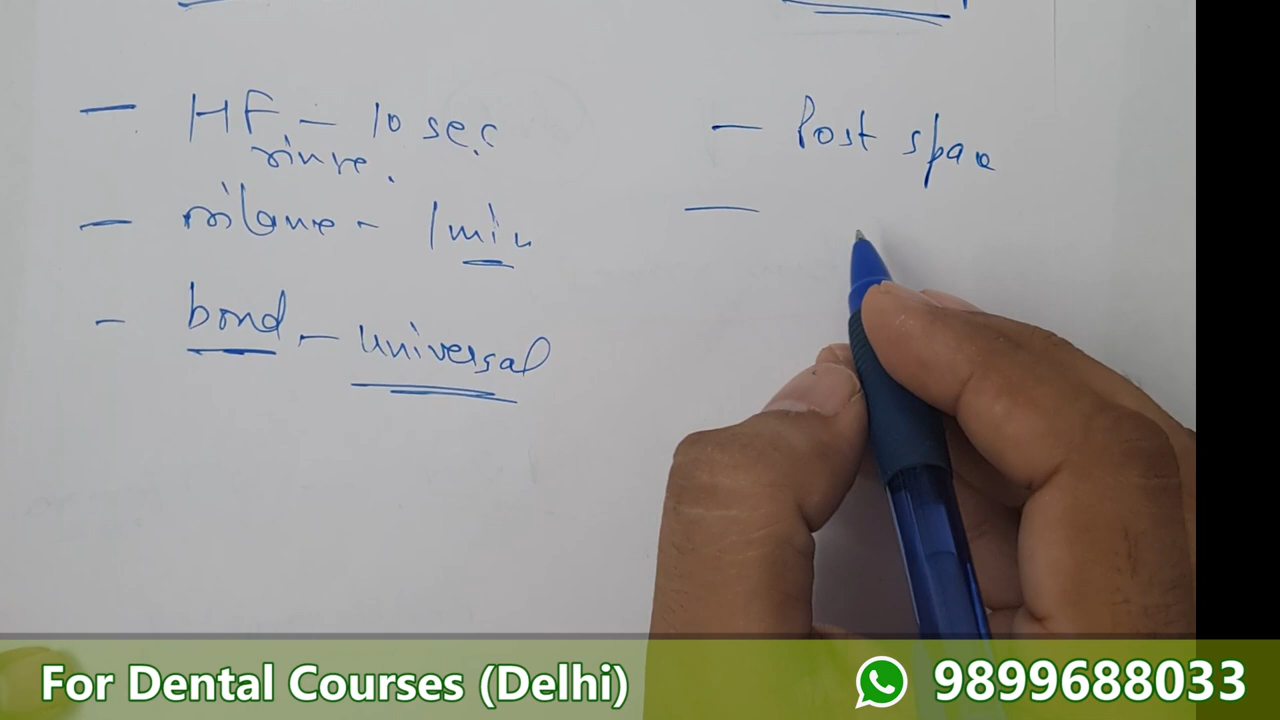 — HF. — 10 sec.
rinse.
— silane - 1 min
- bond — universal
— Post space
—
For Dental Courses (Delhi) 9899688033